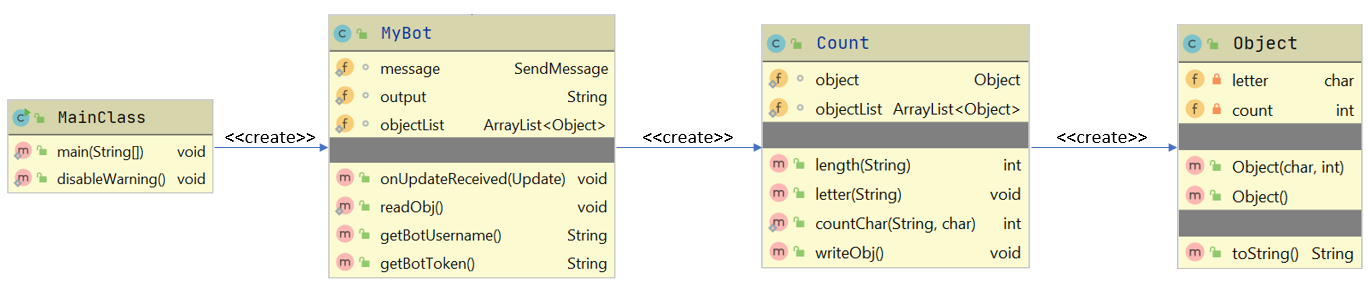 MainClass
main(String[]) void
disableWarning() void
<<create>>
MyBot
message SendMessage
output String
objectList ArrayList<Object>
onUpdateReceived(Update) void
readObj() void
getBotUsername() String
getBotToken() String
<<create>>
Count
object Object
objectList ArrayList<Object>
length(String) int
letter(String) void
countChar(String, char) int
writeObj() void
<<create>>
Object
letter char
count int
Object(char, int)
Object()
toString() String